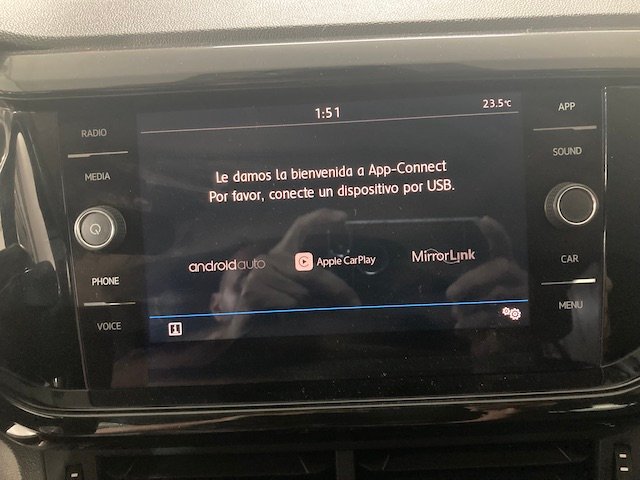 1:51
23.5°C
RADIO
MEDIA
PHONE
VOICE
Le damos la bienvenida a App-Connect
Por favor, conecte un dispositivo por USB.
androidauto
Apple CarPlay
MirrorLink
APP
SOUND
CAR
MENU